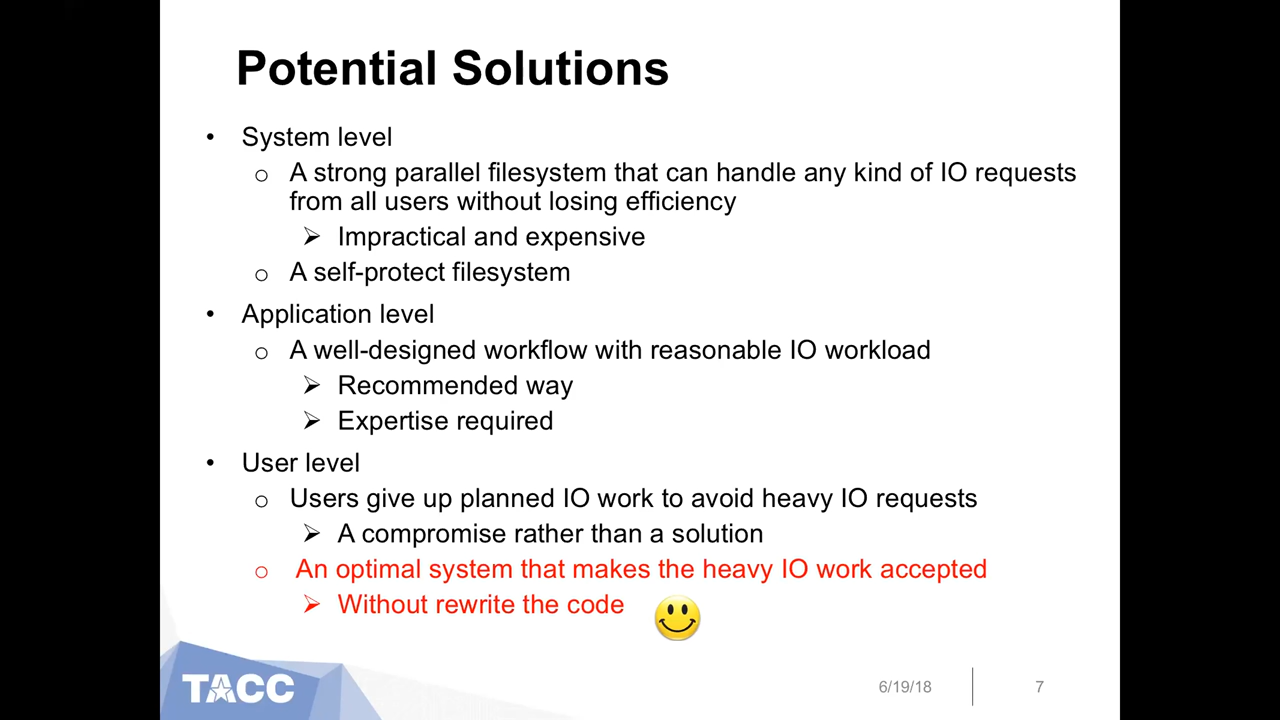 Potential Solutions
• System level
o A strong parallel filesystem that can handle any kind of IO requests
from all users without losing efficiency
➢ Impractical and expensive
o A self-protect filesystem
• Application level
o A well-designed workflow with reasonable IO workload
➢ Recommended way
➢ Expertise required
• User level
o Users give up planned IO work to avoid heavy IO requests
➢ A compromise rather than a solution
o An optimal system that makes the heavy IO work accepted
➢ Without rewrite the code
TACC
6/19/18
7